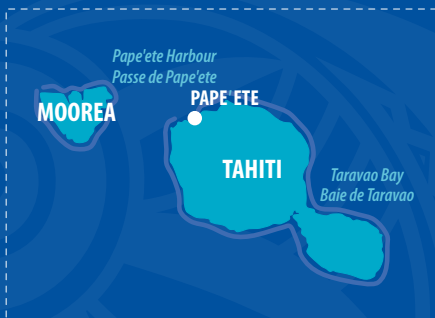 Pape'ete Harbour
Passe de Pape'ete
PAPE'ETE
MOOREA
TAHITI
Taravao Bay
Baie de Taravao